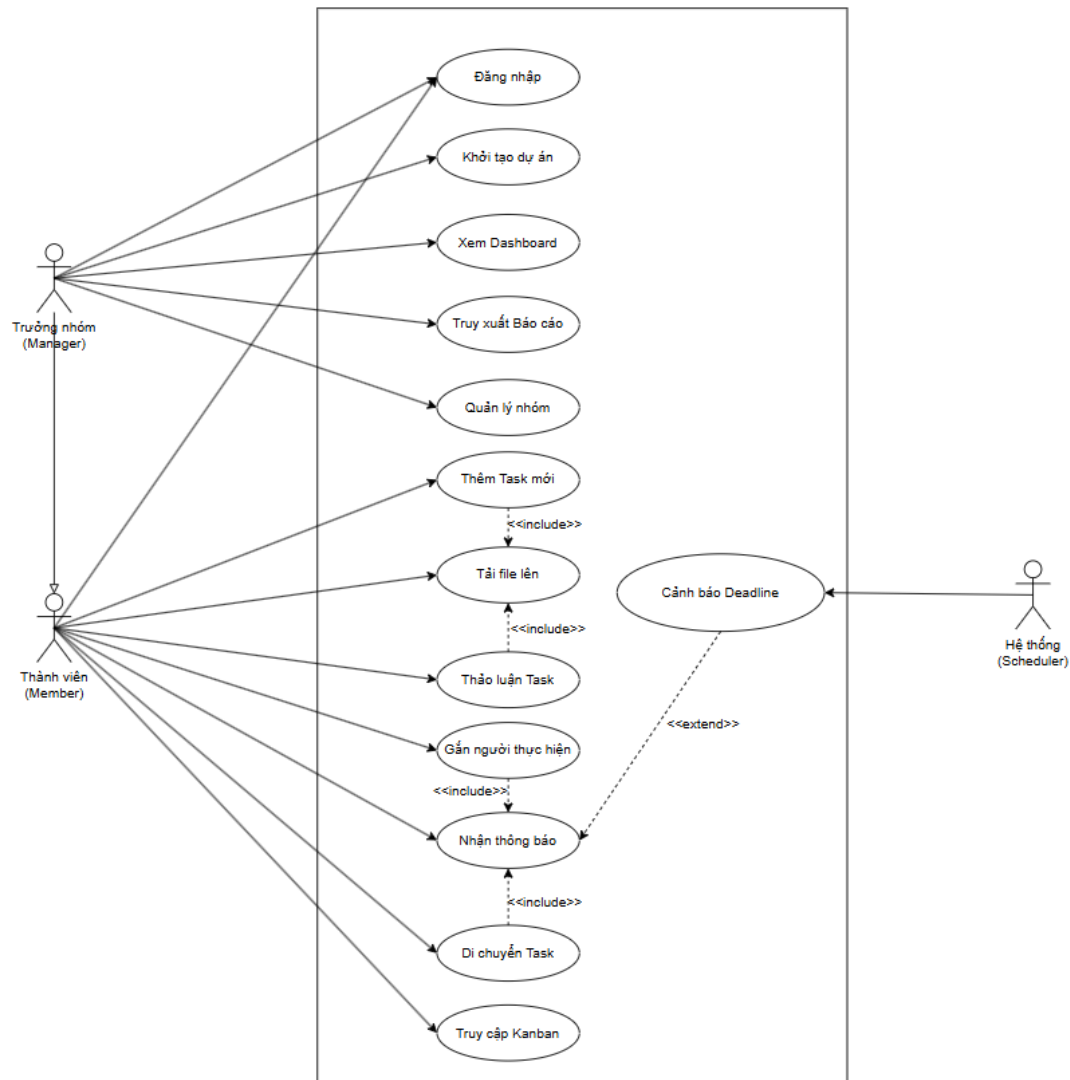 Đăng nhập
Khởi tạo dự án
Xem Dashboard
Trưởng nhóm
(Manager)
Truy xuất Báo cáo
Quản lý nhóm
Thêm Task mới
<<include>>
Tải file lên
Cảnh báo Deadline
<<include>>
Hệ thống
(Scheduler)
Thành viên
(Member)
Thảo luận Task
<<extend>>
Gắn người thực hiện
<<include>>
Nhận thông báo
<<include>>
Di chuyển Task
Truy cập Kanban